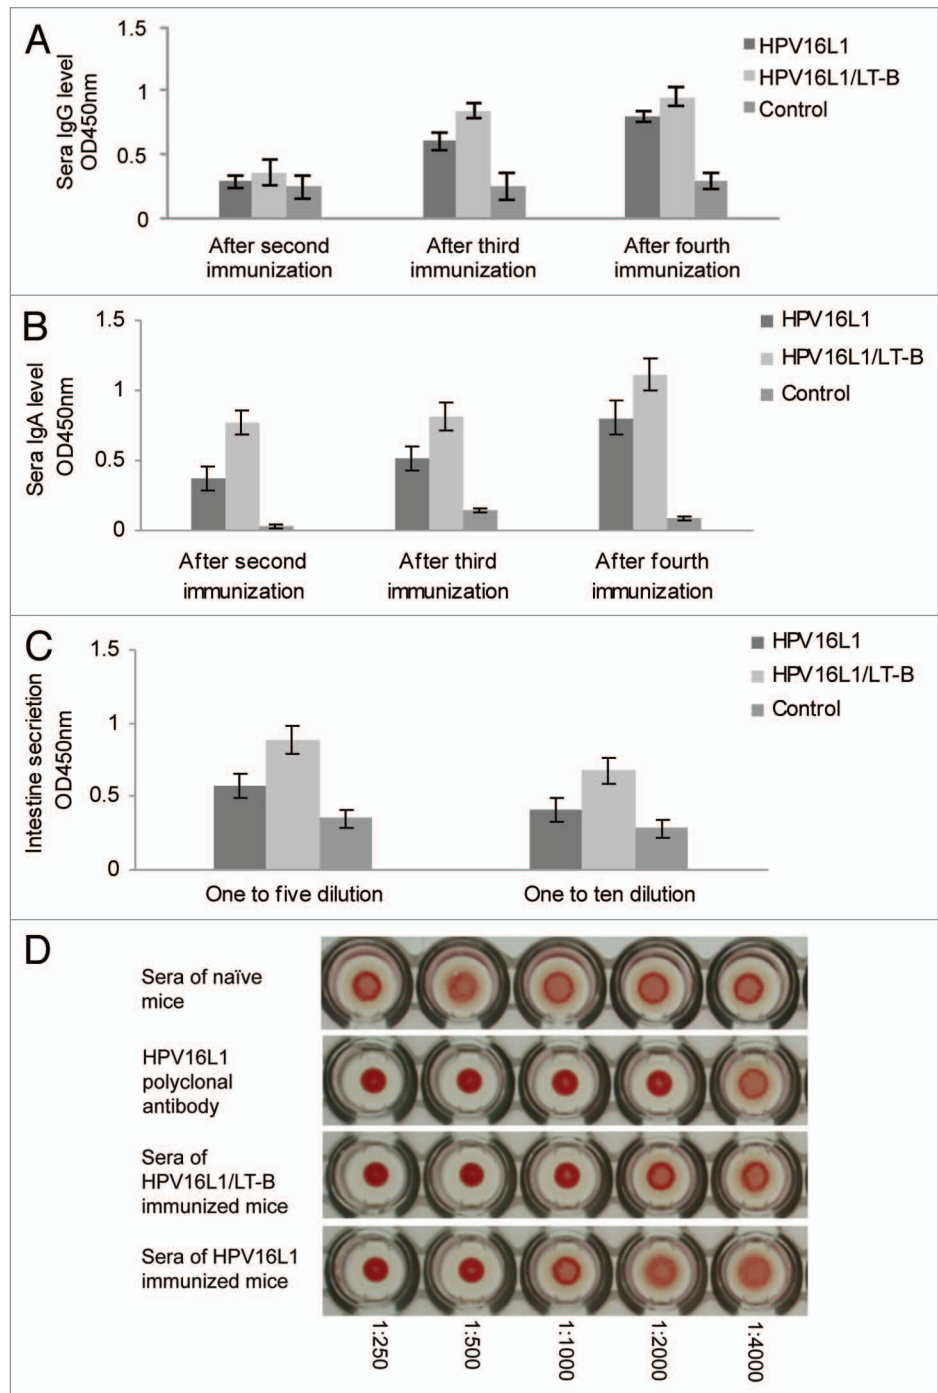 A
Sera IgG level
OD450nm
1.5
1
0.5
0
HPV16L1
HPV16L1/LT-B
Control
After second
immunization
After third
immunization
After fourth
immunization
B
Sera IgA level
OD450nm
1.5
1
0.5
0
HPV16L1
HPV16L1/LT-B
Control
After second
immunization
After third
immunization
After fourth
immunization
C
Intestine secrietion
OD450nm
1.5
1
0.5
0
HPV16L1
HPV16L1/LT-B
Control
One to five dilution
One to ten dilution
D
Sera of naïve
mice
HPV16L1
polyclonal
antibody
Sera of
HPV16L1/LT-B
immunized mice
Sera of HPV16L1
immunized mice
1:250
1:500
1:1000
1:2000
1:4000